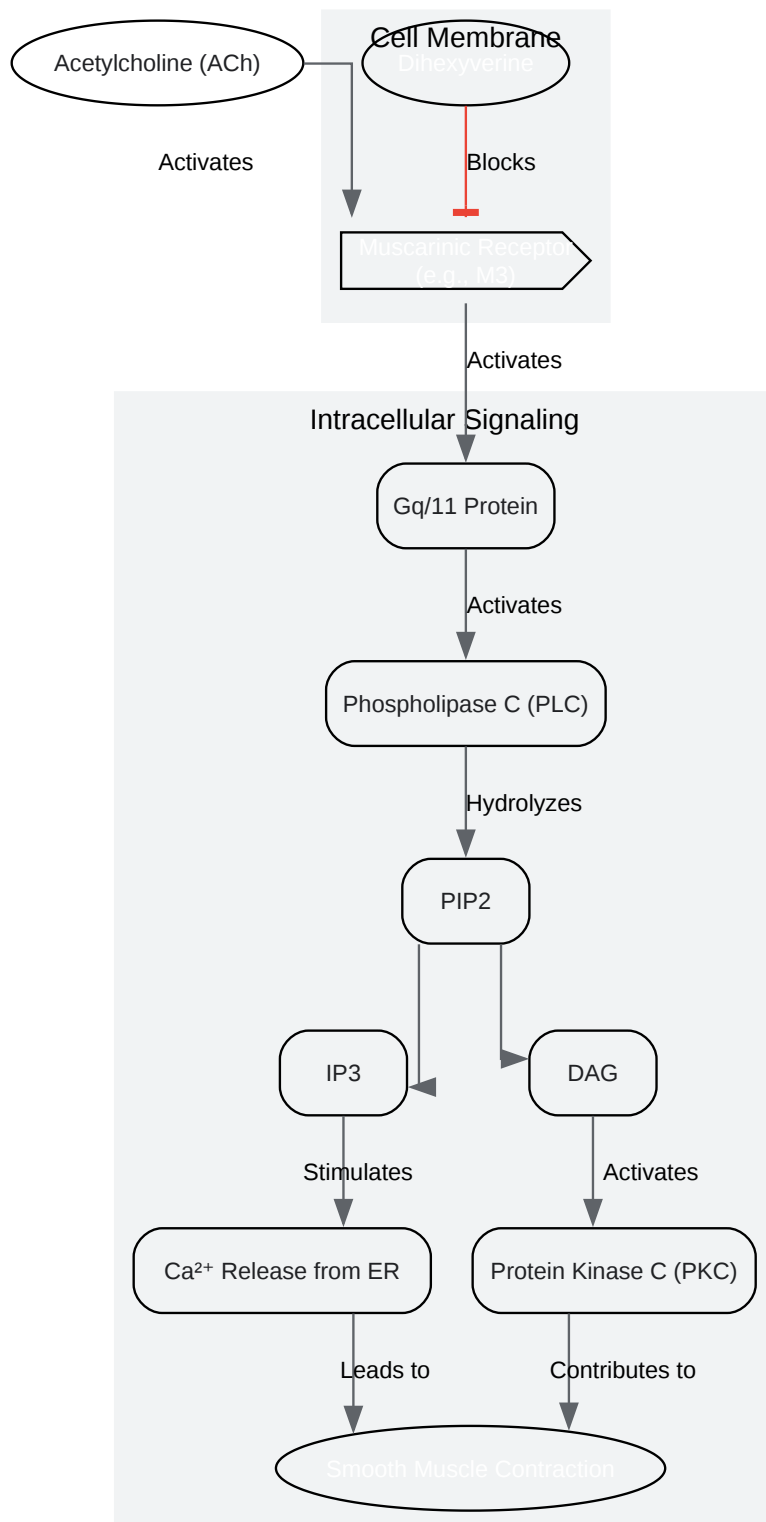 Cell Membrane
Acetylcholine (ACh)
Dihexyverine
Activates
Blocks
Muscarinic Receptor
(e.g., M3)
Activates
Intracellular Signaling
Gq/11 Protein
Activates
Phospholipase C (PLC)
Hydrolyzes
PIP2
IP3
DAG
Stimulates
Activates
Ca²⁺ Release from ER
Protein Kinase C (PKC)
Leads to
Contributes to
Smooth Muscle Contraction